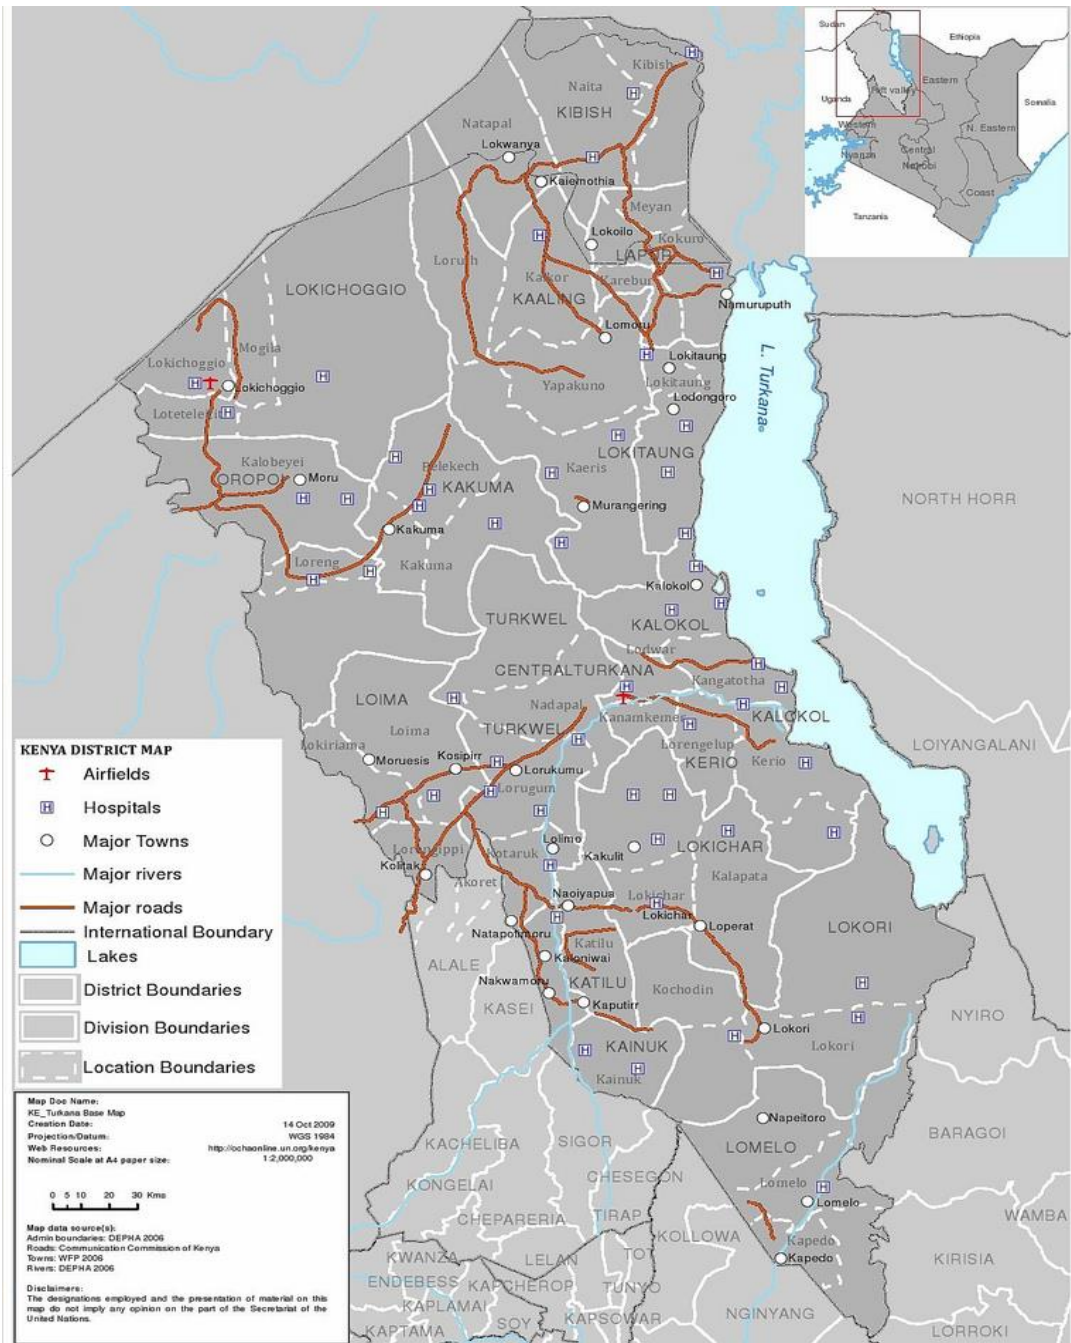 Sudan
Ethiopia
Uganda
Rift valley
Eastern
Somalia
Western
Nyanza
Central
Nairobi
N. Eastern
Coast
Tanzania
Kibish
Naita
KIBISH
Natapal
Lokwanya
Kaiemothia
Meyan
Lokoilo
Kokuro
LAPUR
Loruth
Kaikor
Karebur
LOKICHOGGIO
KAALING
Namuruputh
Lomoru
Mogila
Lokichoggio
Lokitaung
Lokichoggio
Yapakuno
Lokitaung
L. Turkana
Lodongoro
Kalobeyei
LOKITAUNG
Pelekech
Kaeris
OROPOI
Moru
KAKUMA
NORTH HORR
Murangering
Kakuma
Loreng
Kakuma
Kalokol
TURKWEL
KALOKOL
Lodwar
CENTRALTURKANA
Kangatotha
LOIMA
Nadapal
Kanamkemer
KALOKOL
Loima
TURKWEL
Lokiriama
Lorengelup
LOIYANGALANI
Moruesis
Kosipirr
Lorukumu
KERIO
Kerio
Lorugum
Lorengippi
Kotaruk
Lolimo
Kakulit
LOKICHAR
Kolitak
Akoret
Kalapata
Naoiyapua
Lokichar
Lokichar
Loperat
LOKORI
Natapolimoru
Katilu
ALALE
Kaloniwai
Nakwamoru
KATILU
Kochodin
KASEI
Kaputirr
NYIRO
KAINUK
Lokori
Lokori
Kainuk
Napeitoro
KACHELIBA
SIGOR
LOMELO
BARAGOI
KONGELAI
CHESEGON
Lomelo
Lomelo
CHEPARERIA
TIRAP
WAMBA
KOLLOWA
Kapedo
KWANZA
LELAN
TOT
Kapedo
KIRISIA
ENDEBESS
KAPCHEROP
TUNYO
KAPLAMAI
SOY
KAPSOWAR
NGINYANG
KAPTAMA
LORROKI
KENYA DISTRICT MAP
Airfields
H Hospitals
Major Towns
Major rivers
Major roads
International Boundary
Lakes
District Boundaries
Division Boundaries
Location Boundaries
Map Doc Name:
KE_Turkana Base Map
Creation Date: 14 Oct 2009
Projection/Datum: WGS 1984
Web Resources: http://ochaonline.un.org/kenya
Nominal Scale at A4 paper size: 1:2,000,000
0 5 10 20 30 Kms
Map data source(s):
Admin boundaries: DEPHA 2006
Roads: Communication Commission of Kenya
Towns: WFP 2006
Rivers: DEPHA 2006
Disclaimers:
The designations employed and the presentation of material on this
map do not imply any opinion on the part of the Secretariat of the
United Nations.